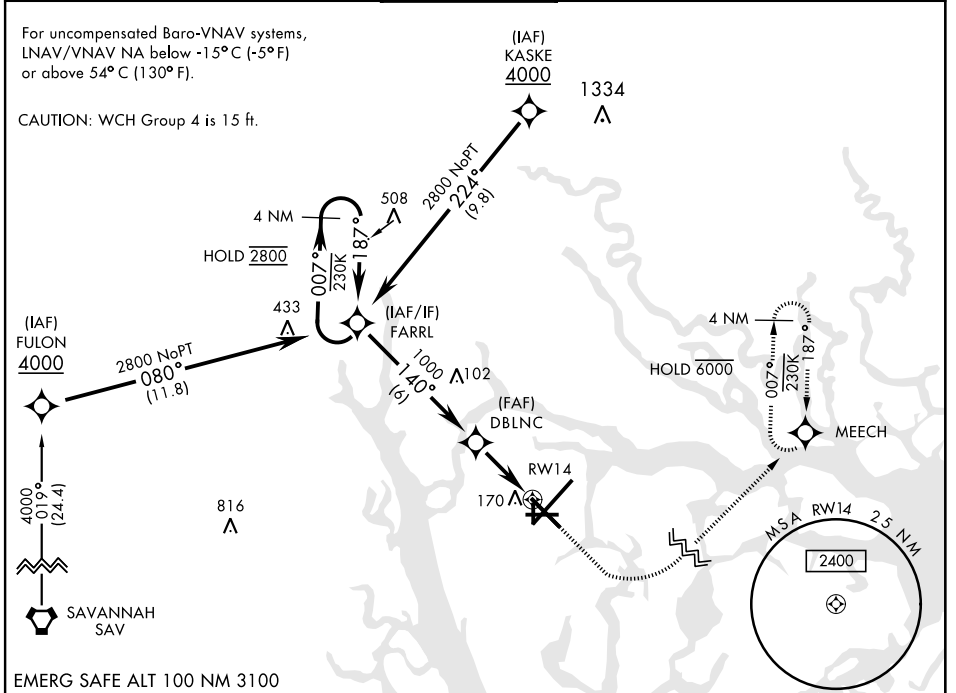 For uncompensated Baro-VNAV systems,
LNAV/VNAV NA below -15°C (-5°F)
or above 54°C (130°F).
CAUTION: WCH Group 4 is 15 ft.
(IAF)
KASKE
4000
1334
2800 NoPT
224°
(9.8)
508
4 NM
187°
HOLD 2800
007°
230K
433
(IAF/IF)
FARRL
(IAF)
FULON
4000
2800 NoPT
080°
(11.8)
1000
140°
(6)
102
4 NM
HOLD 6000
007°
230K
187°
MEECH
(FAF)
DBLNC
RW14
170
4000
019°
(24.4)
816
SAVANNAH
SAV
MSA RW14 25 NM
2400
EMERG SAFE ALT 100 NM 3100